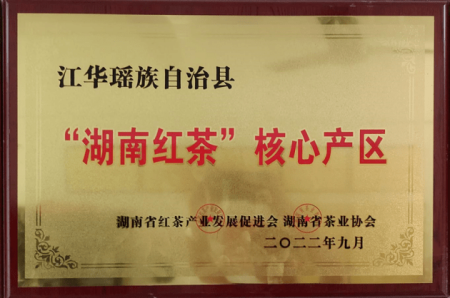 江华瑶族自治县
“湖南红茶”核心产区
湖南省红茶产业发展促进会 湖南省茶业协会
二〇二二年九月